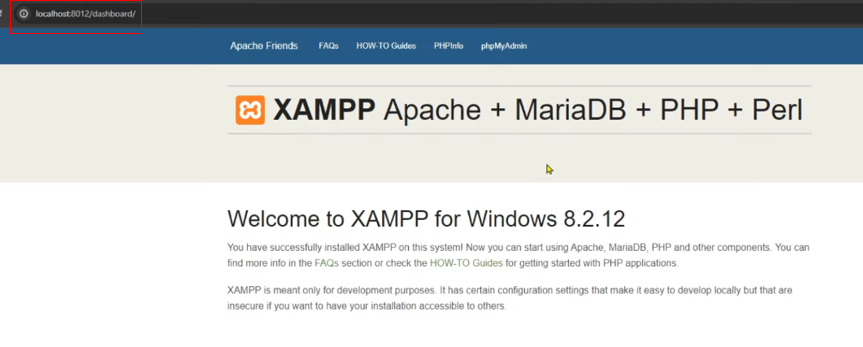 localhost:8012/dashboard/
Apache Friends FAQs HOW-TO Guides PHPInfo phpMyAdmin
XAMPP Apache + MariaDB + PHP + Perl
Welcome to XAMPP for Windows 8.2.12
You have successfully installed XAMPP on this system! Now you can start using Apache, MariaDB, PHP and other components. You can
find more info in the FAQs section or check the HOW-TO Guides for getting started with PHP applications.
XAMPP is meant only for development purposes. It has certain configuration settings that make it easy to develop locally but that are
insecure if you want to have your installation accessible to others.